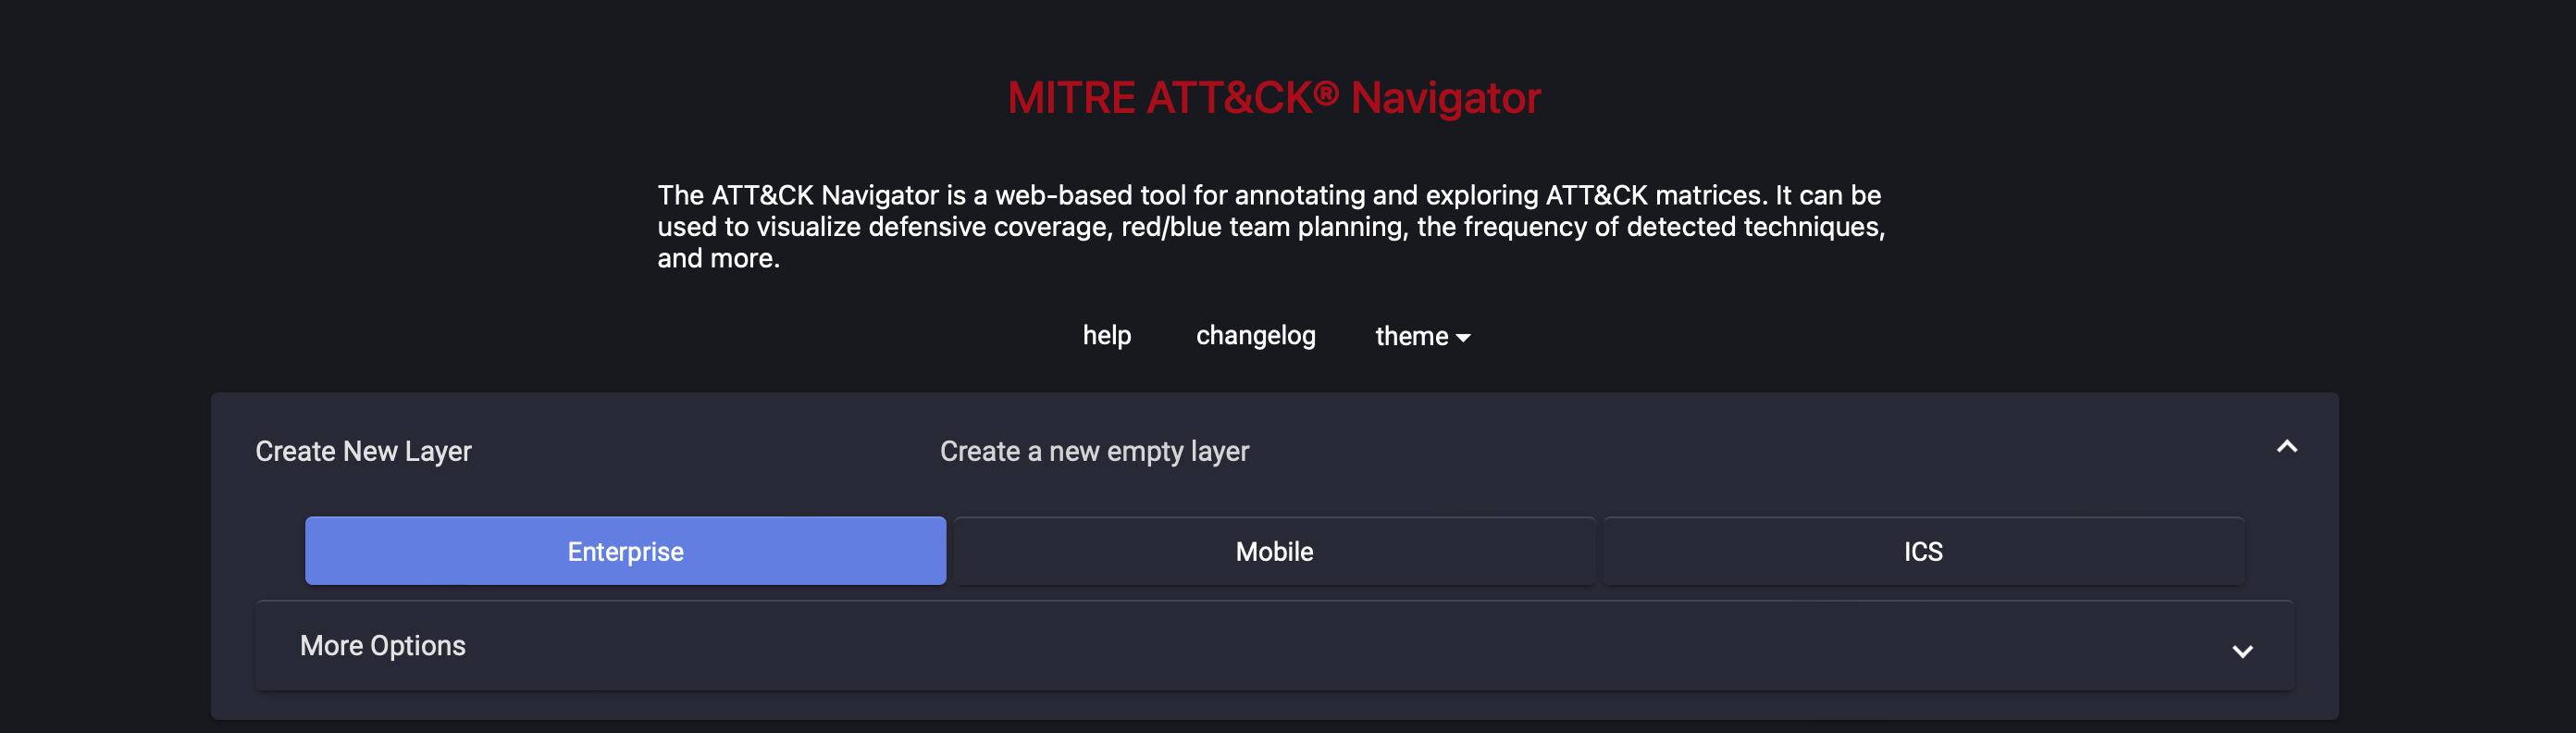 MITRE ATT&CK® Navigator
The ATT&CK Navigator is a web-based tool for annotating and exploring ATT&CK matrices. It can be
used to visualize defensive coverage, red/blue team planning, the frequency of detected techniques,
and more.
help changelog theme
Create New Layer Create a new empty layer
Enterprise Mobile ICS
More Options